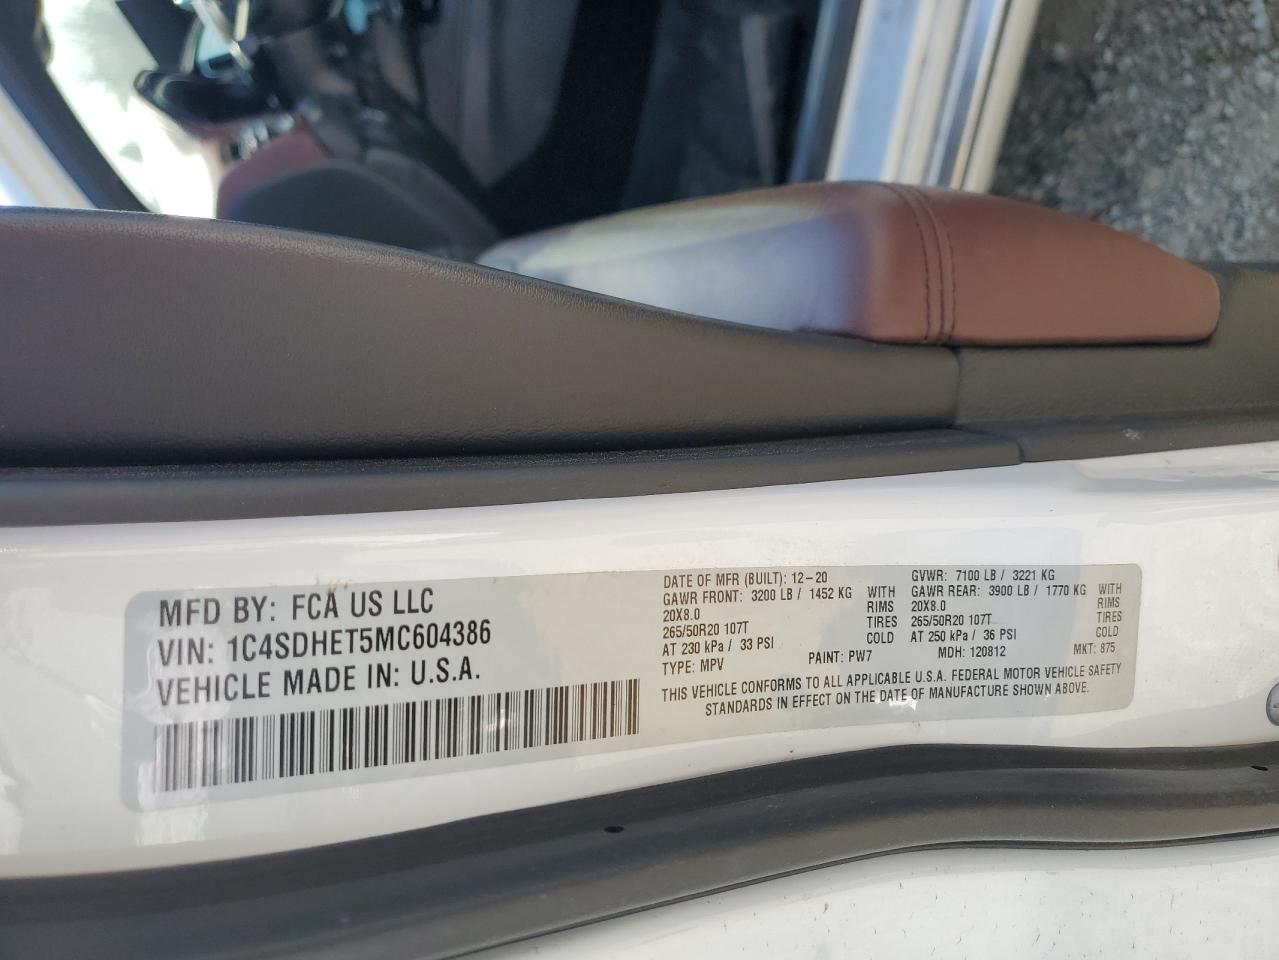 MFD BY: FCA US LLC
VIN: 1C4SDHET5MC604386
VEHICLE MADE IN: U.S.A.
DATE OF MFR (BUILT): 12-20
GAWR FRONT: 3200 LB / 1452 KG WITH
20X8.0 RIMS
265/50R20 107T TIRES
AT 230 kPa / 33 PSI COLD
TYPE: MPV PAINT: PW7
GVWR: 7100 LB / 3221 KG
GAWR REAR: 3900 LB / 1770 KG WITH
20X8.0 RIMS
265/50R20 107T TIRES
AT 250 kPa / 36 PSI COLD
MDH: 120812 MKT: 875
THIS VEHICLE CONFORMS TO ALL APPLICABLE U.S.A. FEDERAL MOTOR VEHICLE SAFETY
STANDARDS IN EFFECT ON THE DATE OF MANUFACTURE SHOWN ABOVE.